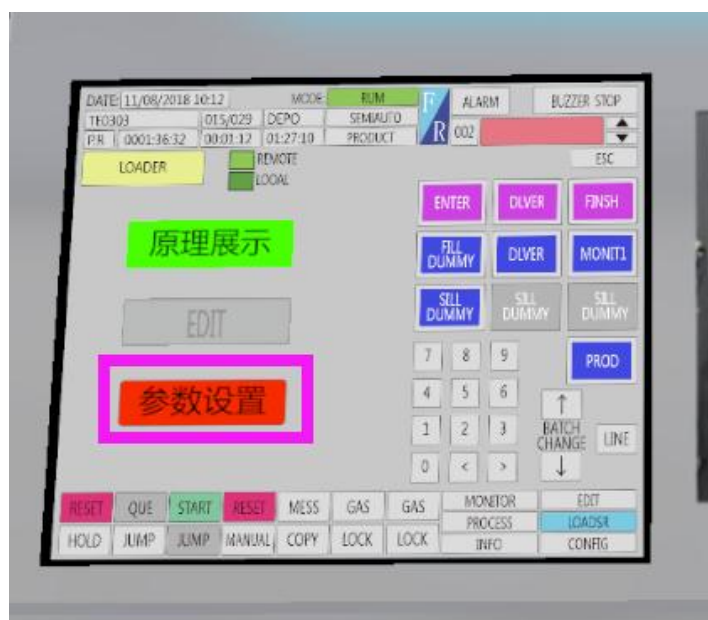 DATE: 11/08/2018 10:12 MODE: RUM F/R ALARM BUZZER STOP
TE0303 015/029 DEPO SEMIAUTO 002
P.R 0001:36:32 00:01:12 01:27:10 PRODUCT
LOADER REMOTE ESC
LOOAL
ENTER DLVER FINSH
原理展示
FILL DUMMY DLVER MONIT1
EDIT
SILL DUMMY SILL DUMMY SILL DUMMY
7 8 9 PROD
参数设置
4 5 6 ↑
1 2 3 BATCH CHANGE LINE
0 < > ↓
RESET QUE START RESET MESS GAS GAS MONITOR EDIT
PROCESS LOADSR
HOLD JUMP JUMP MANUAL COPY LOCK LOCK INFO CONFIG